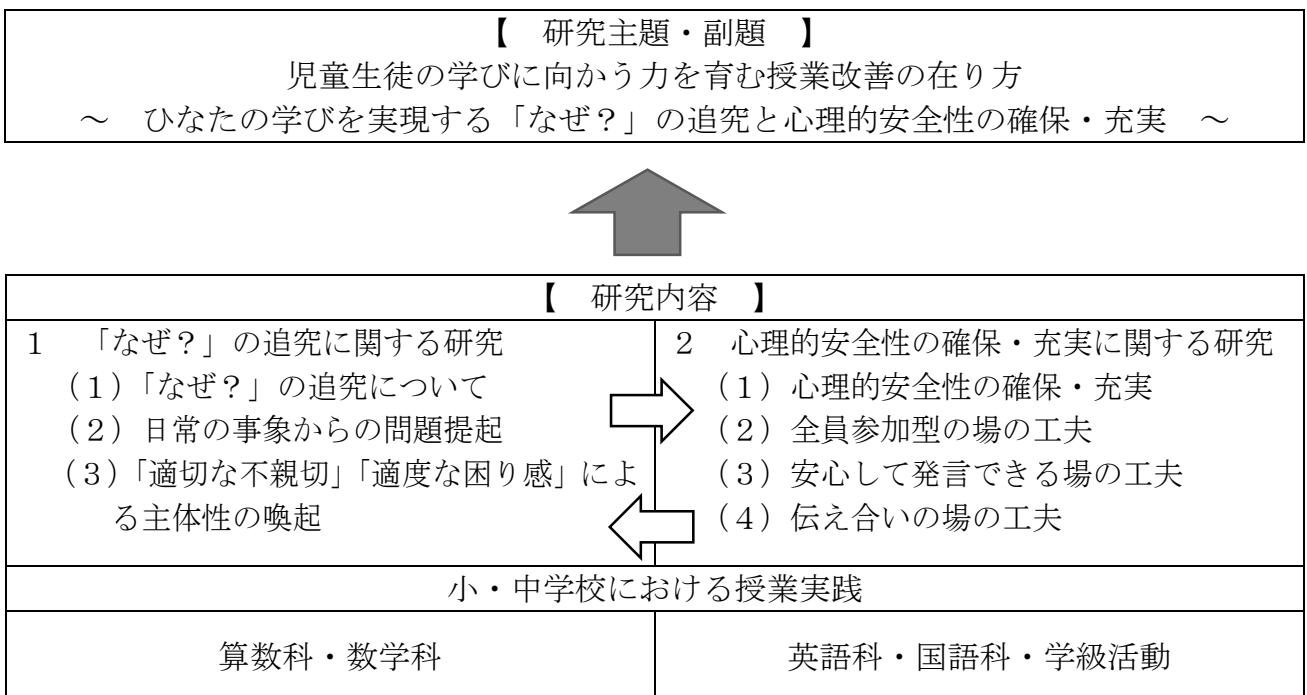 【 研究主題・副題 】
児童生徒の学びに向かう力を育む授業改善の在り方
~ ひなたの学びを実現する「なぜ?」の追究と心理的安全性の確保・充実 ~
【 研究内容 】
1 「なぜ?」の追究に関する研究
(1)「なぜ?」の追究について
(2)日常の事象からの問題提起
(3)「適切な不親切」「適度な困り感」によ
る主体性の喚起
2 心理的安全性の確保・充実に関する研究
(1)心理的安全性の確保・充実
(2)全員参加型の場の工夫
(3)安心して発言できる場の工夫
(4)伝え合いの場の工夫
小・中学校における授業実践
算数科・数学科
英語科・国語科・学級活動